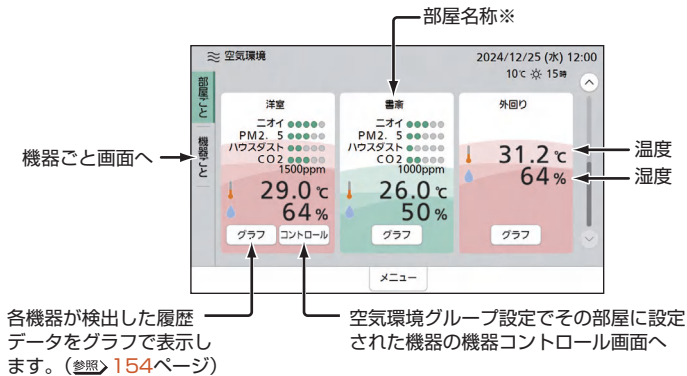 部屋名称※
空気環境
2024/12/25 (水) 12:00
10℃ 15時
部屋ごと
機器ごと
機器ごと画面へ
洋室
ニオイ
PM2. 5
ハウスダスト
CO2
1500ppm
29.0 ℃
64 %
グラフ コントロール
書斎
ニオイ
PM2. 5
ハウスダスト
CO2
1000ppm
26.0 ℃
50 %
グラフ
外回り
31.2 ℃
64 %
グラフ
温度
湿度
メニュー
各機器が検出した履歴
データをグラフで表示し
ます。(参照 154ページ)
空気環境グループ設定でその部屋に設定
された機器の機器コントロール画面へ